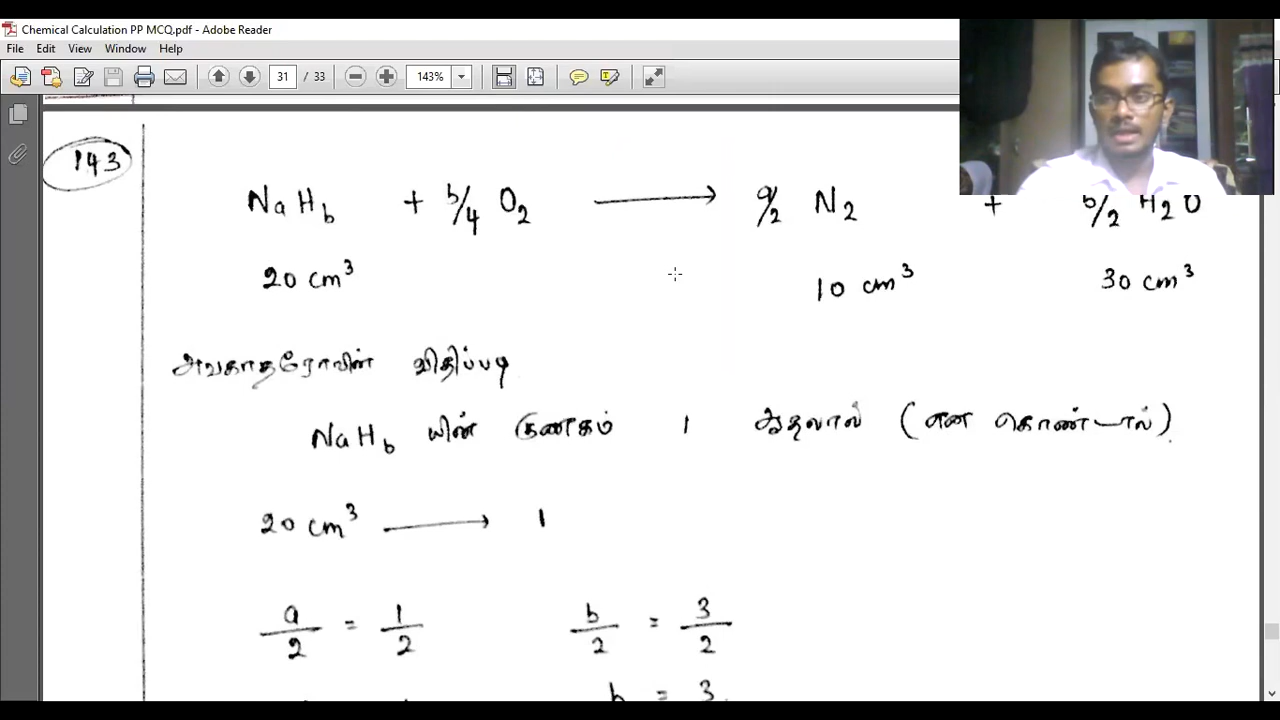 Chemical Calculation PP MCQ.pdf - Adobe Reader
File Edit View Window Help
31 / 33 143%
143
NaHb + b/4 O2 ⟶ a/2 N2 + b/2 H2O
20 cm³ 10 cm³ 30 cm³
அவகாதரோவின் விதிப்படி
NaHb யின் குணகம் 1 ஆதலால் (என கொண்டால்)
20 cm³ ⟶ 1
a/2 = 1/2 b/2 = 3/2
b = 3